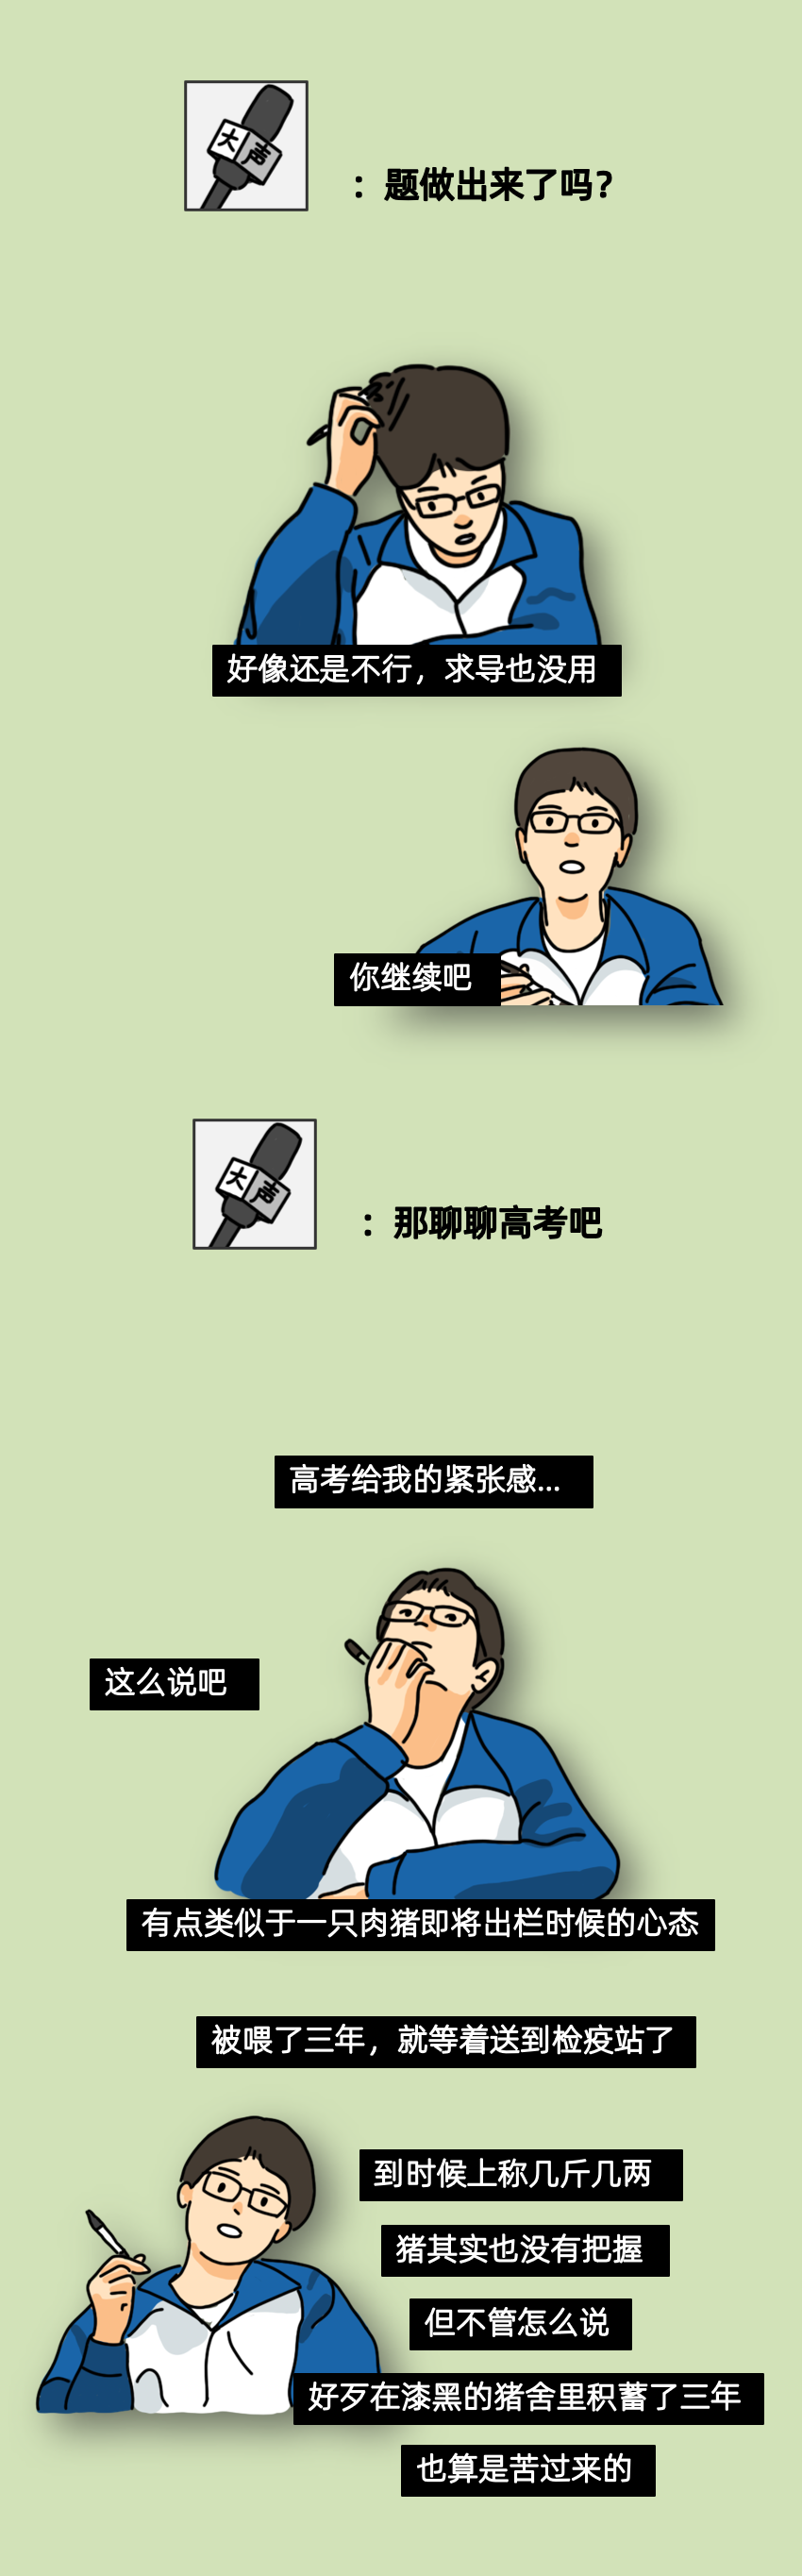 大声
：题做出来了吗?
好像还是不行，求导也没用
你继续吧
大声
：那聊聊高考吧
高考给我的紧张感...
这么说吧
有点类似于一只肉猪即将出栏时候的心态
被喂了三年，就等着送到检疫站了
到时候上称几斤几两
猪其实也没有把握
但不管怎么说
好歹在漆黑的猪舍里积蓄了三年
也算是苦过来的